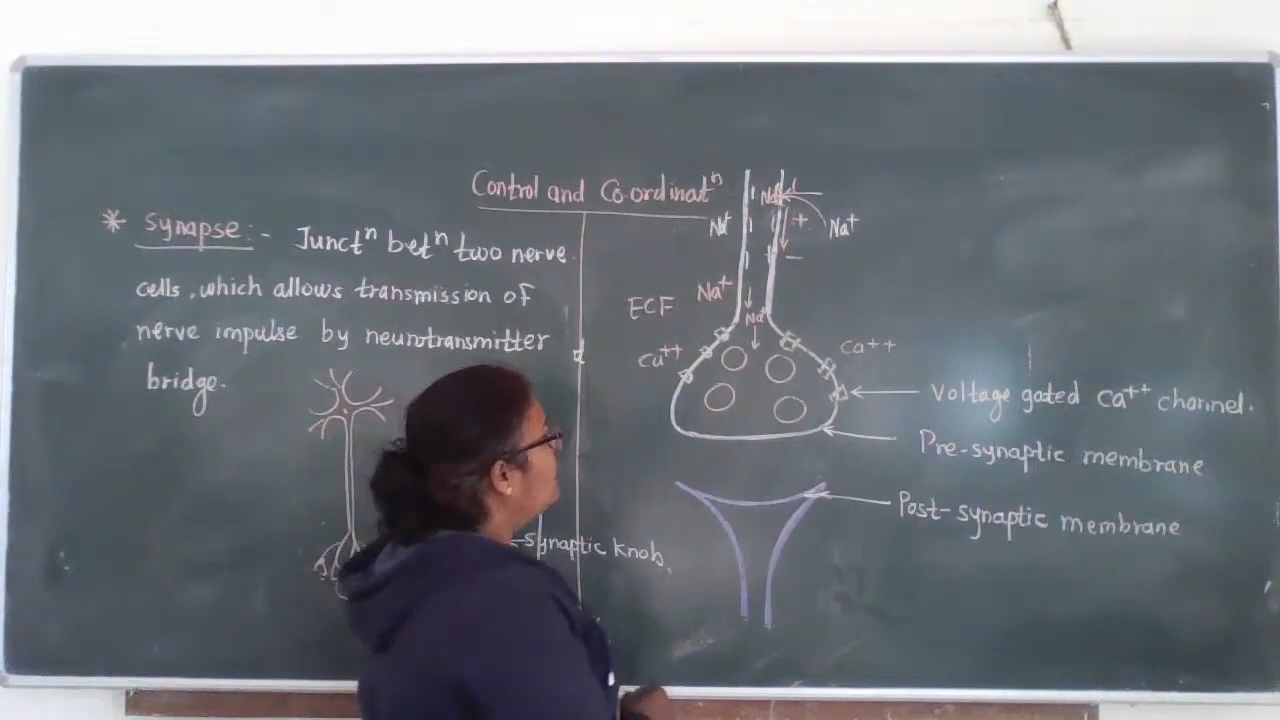 Control and Co.ordinatⁿ
* Synapse :- Junctⁿ betⁿ two nerve
cells, which allows transmission of
nerve impulse by neurotransmitter
bridge.
Synaptic knob.
Na⁺
Na⁺
Na⁺
ECF
Na⁺
Na⁺
Ca⁺⁺
Ca⁺⁺
Voltage gated Ca⁺⁺ channel.
Pre-synaptic membrane
Post-synaptic membrane